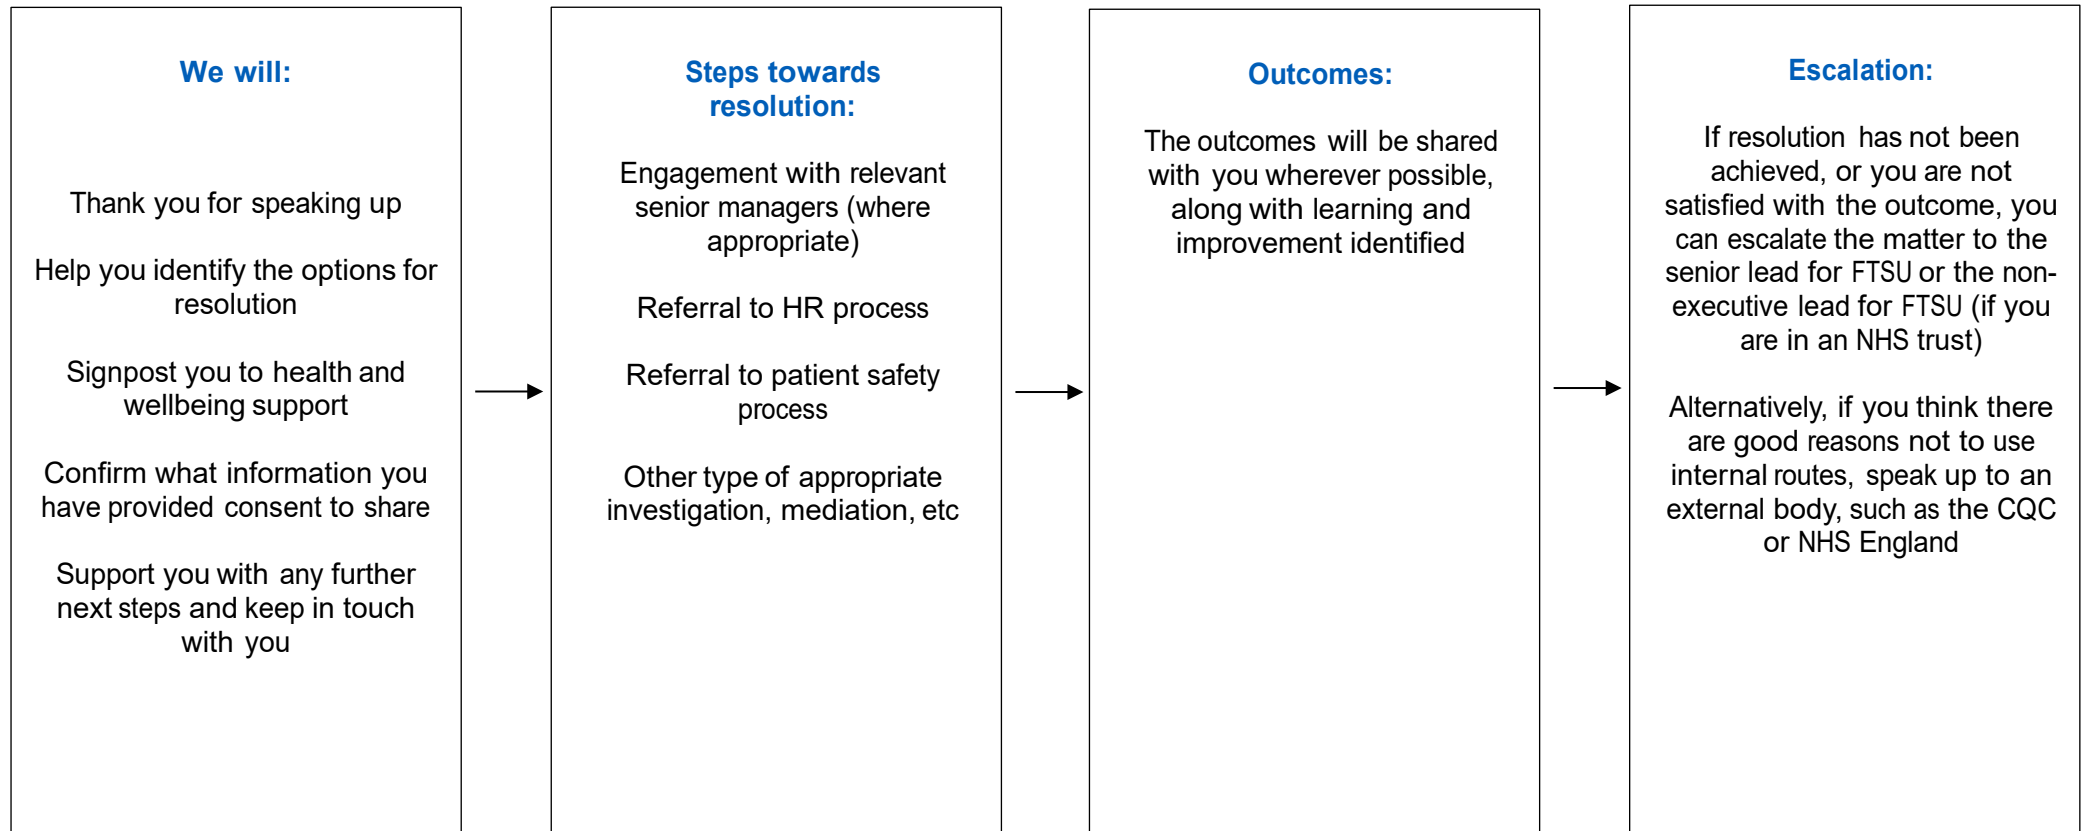 We will:
Thank you for speaking up
Help you identify the options for
resolution
Signpost you to health and
wellbeing support
Confirm what information you
have provided consent to share
Support you with any further
next steps and keep in touch
with you
Steps towards
resolution:
Engagement with relevant
senior managers (where
appropriate)
Referral to HR process
Referral to patient safety
process
Other type of appropriate
investigation, mediation, etc
Outcomes:
The outcomes will be shared
with you wherever possible,
along with learning and
improvement identified
Escalation:
If resolution has not been
achieved, or you are not
satisfied with the outcome, you
can escalate the matter to the
senior lead for FTSU or the non-
executive lead for FTSU (if you
are in an NHS trust)
Alternatively, if you think there
are good reasons not to use
internal routes, speak up to an
external body, such as the CQC
or NHS England